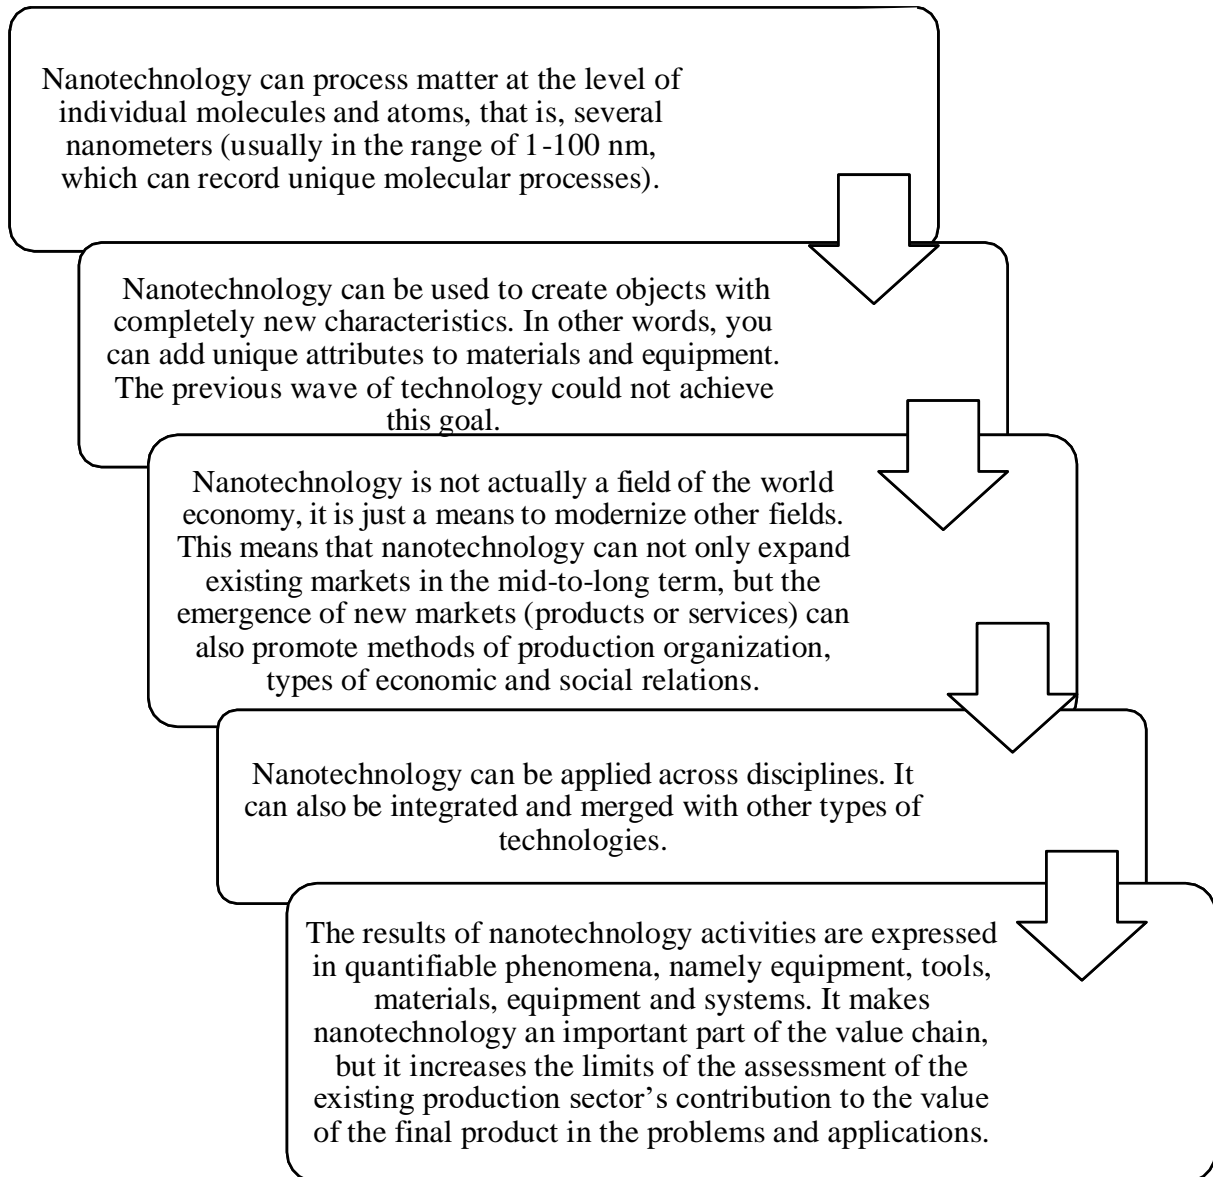 Nanotechnology can process matter at the level of
individual molecules and atoms, that is, several
nanometers (usually in the range of 1-100 nm,
which can record unique molecular processes).
Nanotechnology can be used to create objects with
completely new characteristics. In other words, you
can add unique attributes to materials and equipment.
The previous wave of technology could not achieve
this goal.
Nanotechnology is not actually a field of the world
economy, it is just a means to modernize other fields.
This means that nanotechnology can not only expand
existing markets in the mid-to-long term, but the
emergence of new markets (products or services) can
also promote methods of production organization,
types of economic and social relations.
Nanotechnology can be applied across disciplines. It
can also be integrated and merged with other types of
technologies.
The results of nanotechnology activities are expressed
in quantifiable phenomena, namely equipment, tools,
materials, equipment and systems. It makes
nanotechnology an important part of the value chain,
but it increases the limits of the assessment of the
existing production sector’s contribution to the value
of the final product in the problems and applications.